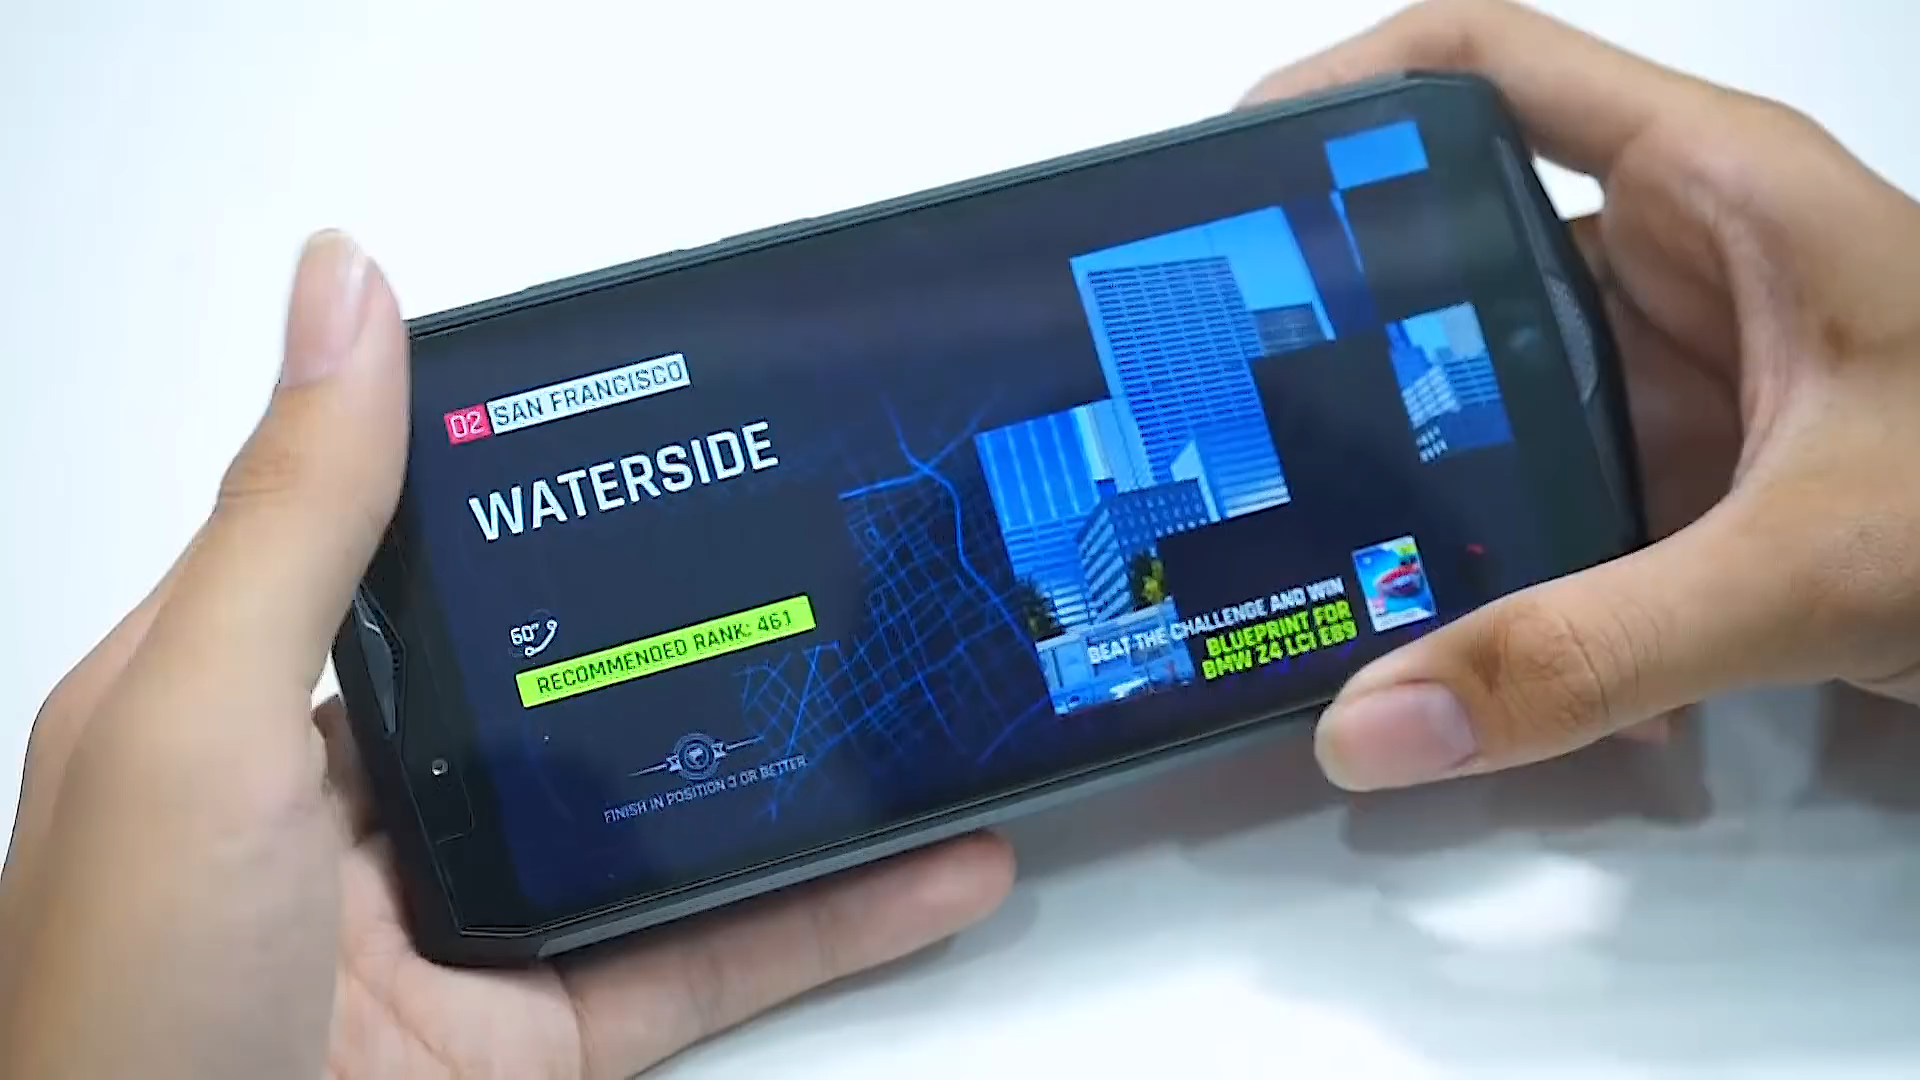 02 SAN FRANCISCO
WATERSIDE
60"
RECOMMENDED RANK: 461
FINISH IN POSITION 3 OR BETTER
BEAT THE CHALLENGE AND WIN
BLUEPRINT FOR
BMW Z4 LCI E89